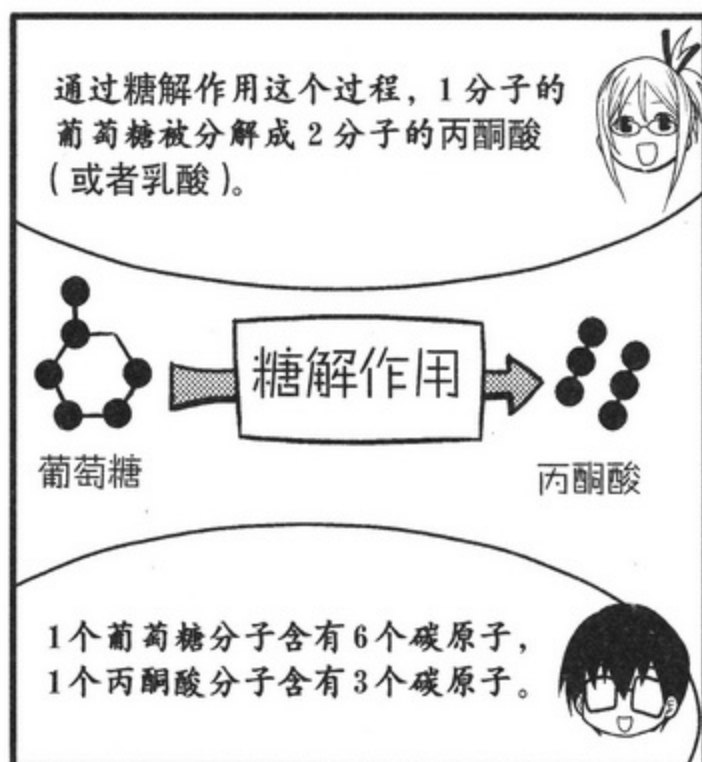 通过糖解作用这个过程，1分子的
葡萄糖被分解成2分子的丙酮酸
（或者乳酸）。
糖解作用
葡萄糖
丙酮酸
1个葡萄糖分子含有6个碳原子，
1个丙酮酸分子含有3个碳原子。